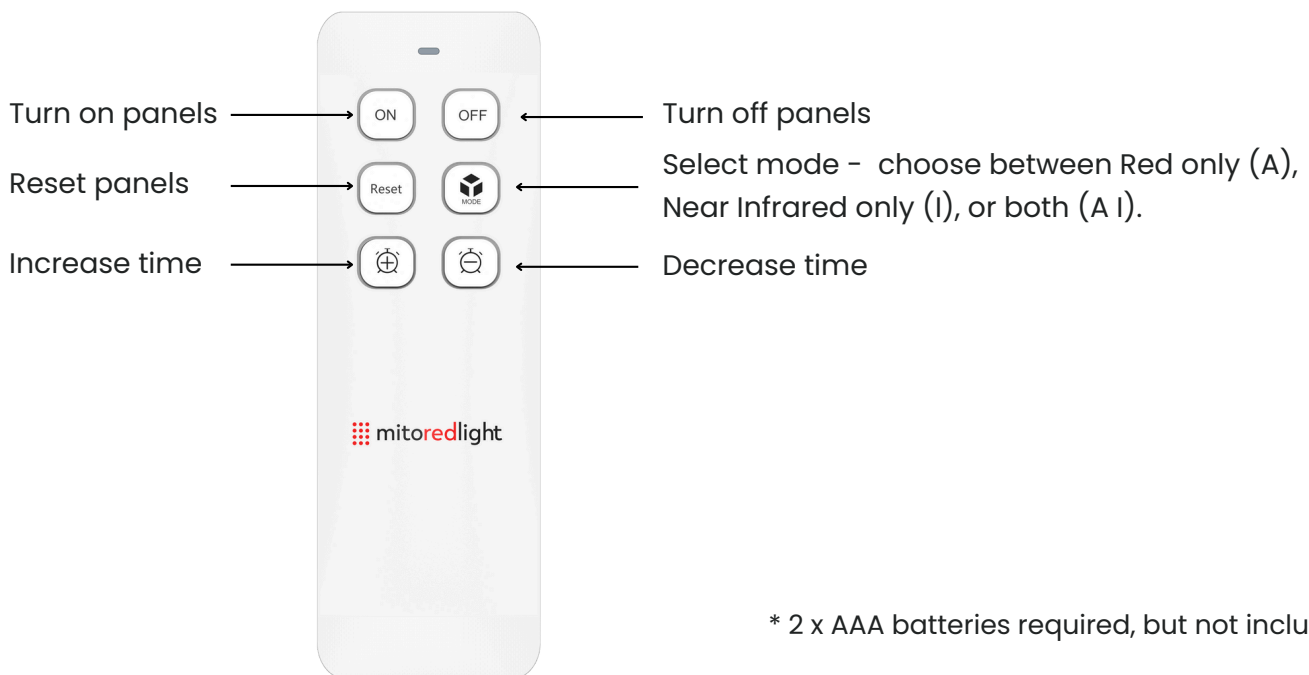 Turn on panels
ON
OFF
Turn off panels
Reset panels
Reset
MODE
Select mode - choose between Red only (A),
Near Infrared only (I), or both (A I).
Increase time
Decrease time
mitoredlight
* 2 x AAA batteries required, but not inclu